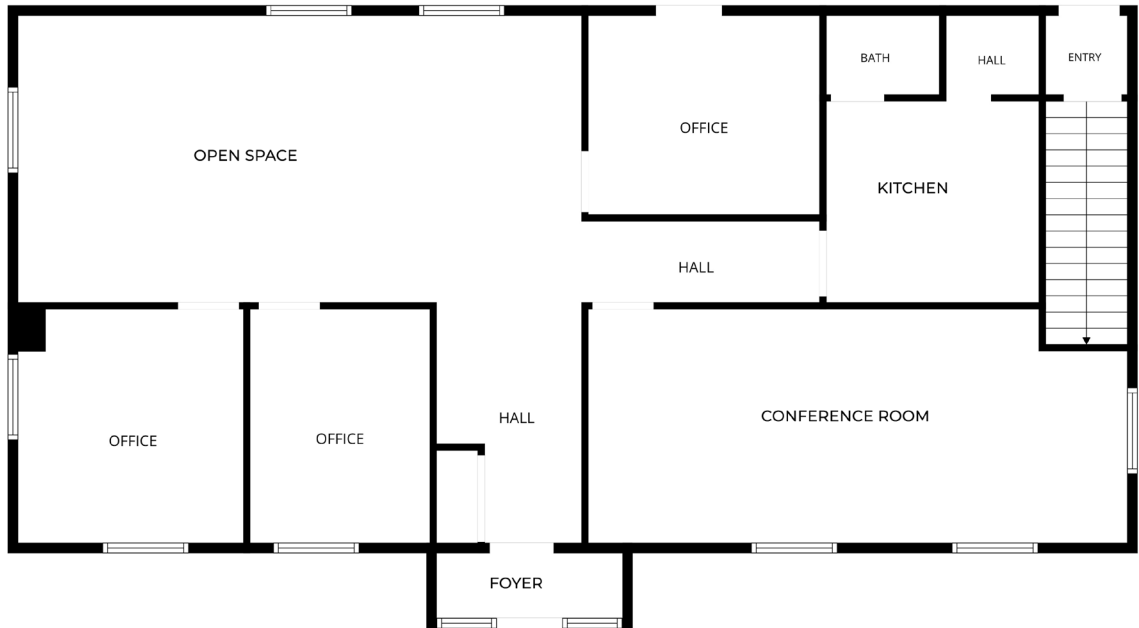 BATH
HALL
ENTRY
OFFICE
OPEN SPACE
KITCHEN
HALL
CONFERENCE ROOM
HALL
OFFICE
OFFICE
FOYER